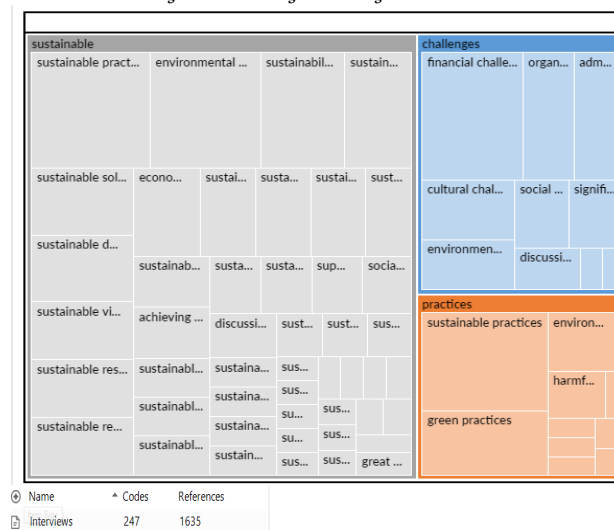 sustainable
sustainable pract... environmental ... sustainabil... sustain...
sustainable sol... econo... sustai... susta... sustai... sust...
sustainable d...
sustainab... susta... susta... sup... socia...
sustainable vi... achieving ... discussi... sust... sust... sus...
sustainable res... sustainabl... sustaina... sus...
sus...
sustainabl... sustaina... su... sus...
sustainable re... sustaina... su... sus...
sustainabl... sustain... sus... sus... great ...
challenges
financial challe... organ... adm...
cultural chal... social ... signifi...
environmen... discussi...
practices
sustainable practices environ...
harmf...
green practices
Name Codes References
Interviews 247 1635